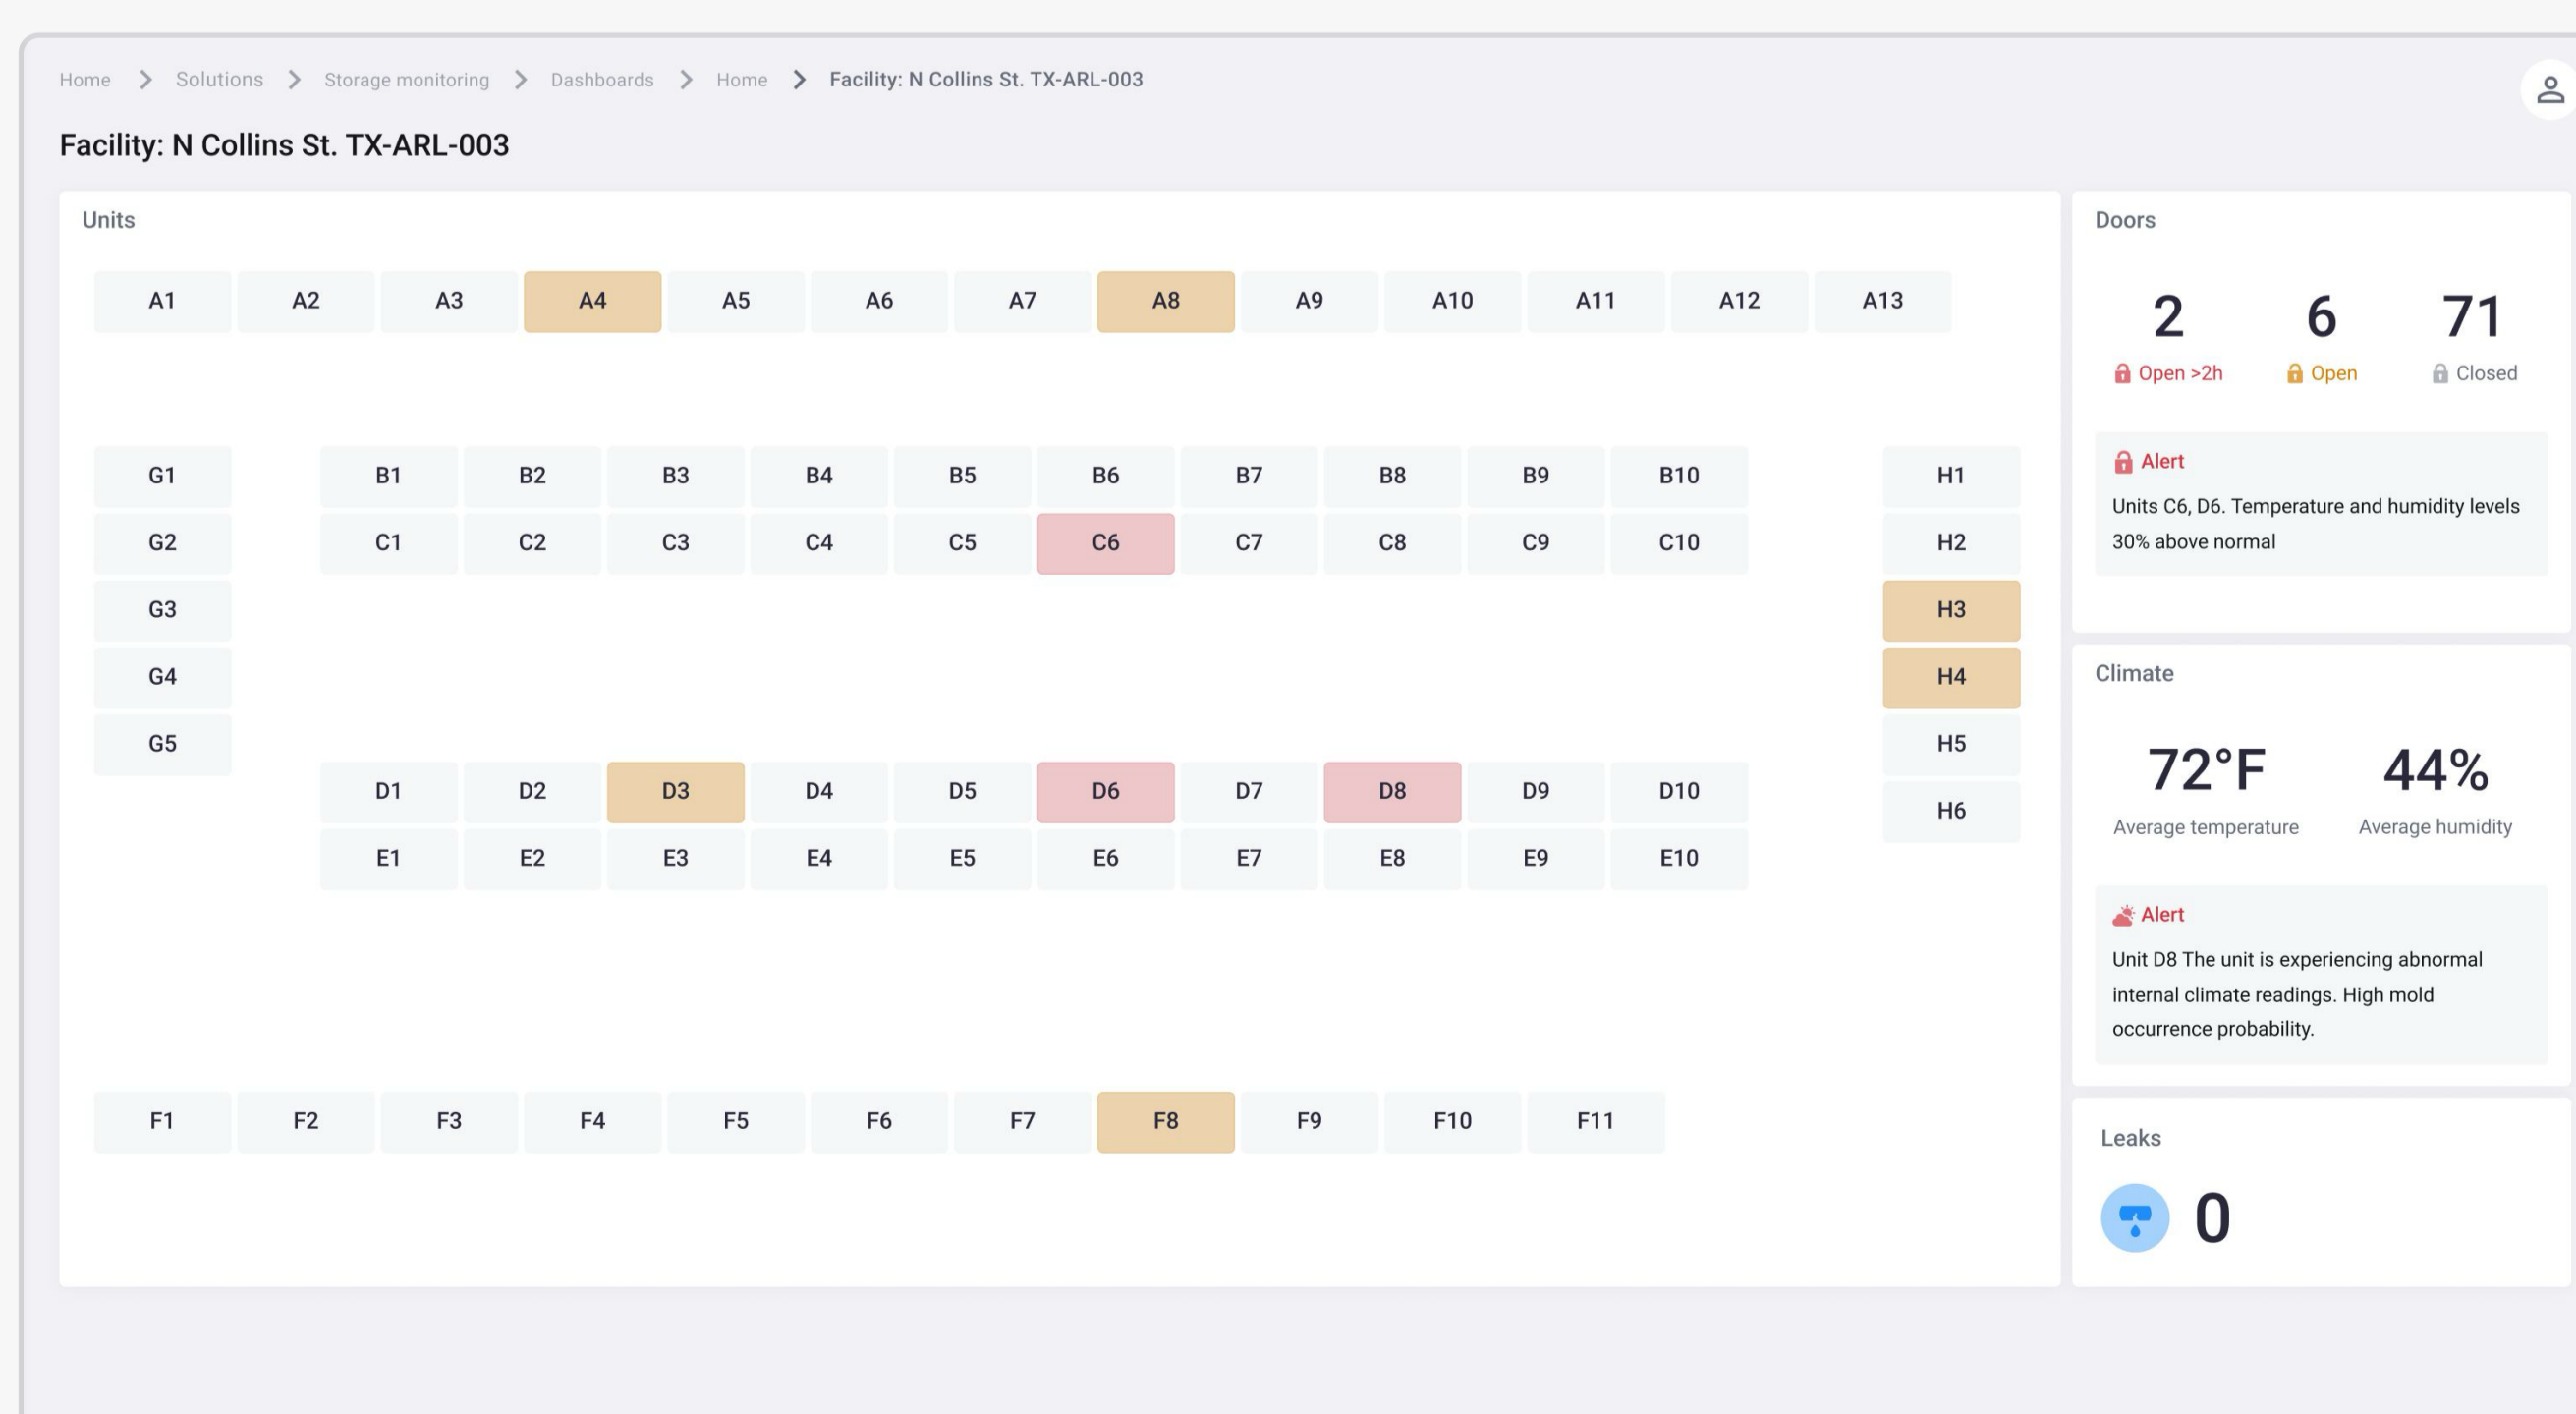 Home Solutions Storage monitoring Dashboards Home Facility: N Collins St. TX-ARL-003
Facility: N Collins St. TX-ARL-003
Units
A1 A2 A3 A4 A5 A6 A7 A8 A9 A10 A11 A12 A13
G1 B1 B2 B3 B4 B5 B6 B7 B8 B9 B10 H1
G2 C1 C2 C3 C4 C5 C6 C7 C8 C9 C10 H2
G3 H3
G4 H4
G5 H5
D1 D2 D3 D4 D5 D6 D7 D8 D9 D10 H6
E1 E2 E3 E4 E5 E6 E7 E8 E9 E10
F1 F2 F3 F4 F5 F6 F7 F8 F9 F10 F11
Doors
2 6 71
Open >2h Open Closed
Alert
Units C6, D6. Temperature and humidity levels
30% above normal
Climate
72°F 44%
Average temperature Average humidity
Alert
Unit D8 The unit is experiencing abnormal
internal climate readings. High mold
occurrence probability.
Leaks
0